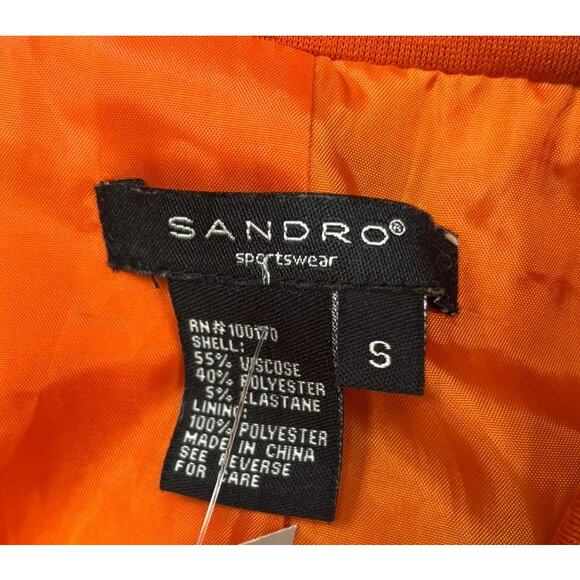 SANDRO®
sportswear
S
RN#100170
SHELL:
55% VISCOSE
40% POLYESTER
5% ELASTANE
LINING:
100% POLYESTER
MADE IN CHINA
SEE REVERSE
FOR CARE